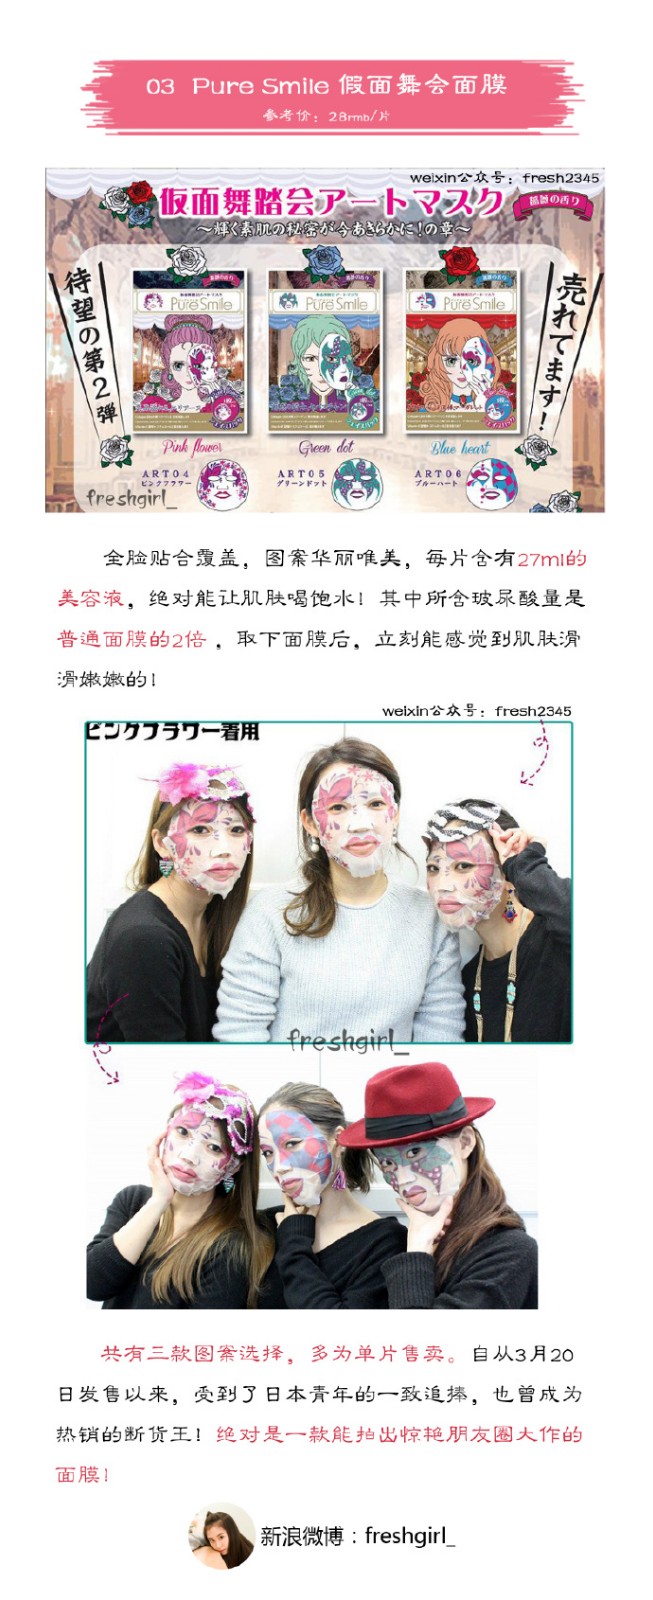 03 Pure Smile 假面舞会面膜
参考价：28rmb/片
weixin公众号：fresh2345
仮面舞踏会アートマスク
薔薇の香り
～輝く素肌の秘密が今あきらかに！の章～
待望の第2弾
売れてます！
Pure Smile
Pure Smile
Pure Smile
Pink flower
Green dot
Blue heart
ART04
ピンクフラワー
ART05
グリーンドット
ART06
ブルーハート
freshgirl_
全脸贴合覆盖，图案华丽唯美，每片含有27ml的
美容液，绝对能让肌肤喝饱水！其中所含玻尿酸量是
普通面膜的2倍，取下面膜后，立刻能感觉到肌肤滑
滑嫩嫩的！
weixin公众号：fresh2345
ピンクフラワー着用
freshgirl_
共有三款图案选择，多为单片售卖。自从3月20
日发售以来，受到了日本青年的一致追捧，也曾成为
热销的断货王！绝对是一款能拍出惊艳朋友圈大作的
面膜！
新浪微博：freshgirl_